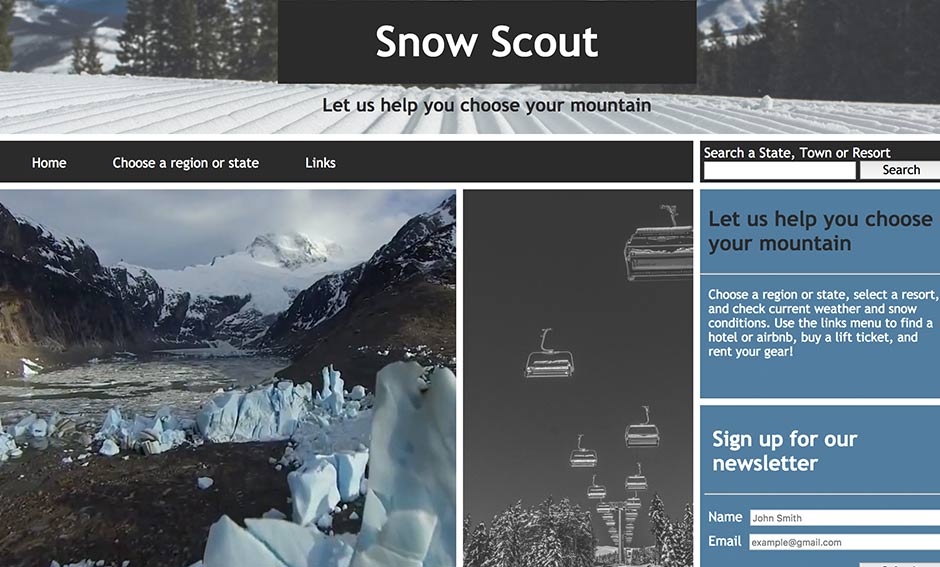 Snow Scout
Let us help you choose your mountain
Home
Choose a region or state
Links
Search a State, Town or Resort
Search
Let us help you choose
your mountain
Choose a region or state, select a resort,
and check current weather and snow
conditions. Use the links menu to find a
hotel or airbnb, buy a lift ticket, and
rent your gear!
Sign up for our
newsletter
Name
John Smith
Email
example@gmail.com